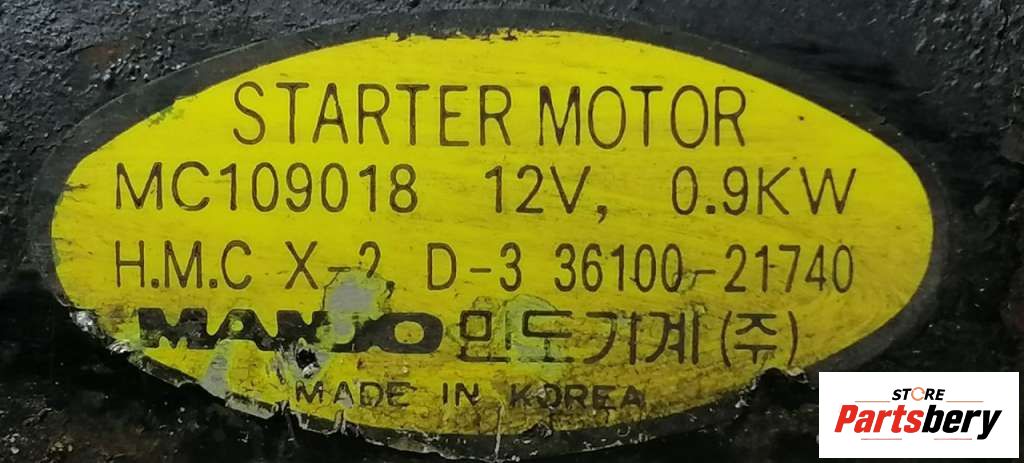 STARTER MOTOR
MC109018 12V, 0.9KW
H.M.C X-2, D-3 36100-21740
MANDO 만도기계(주)
MADE IN KOREA
STORE
Partsbery